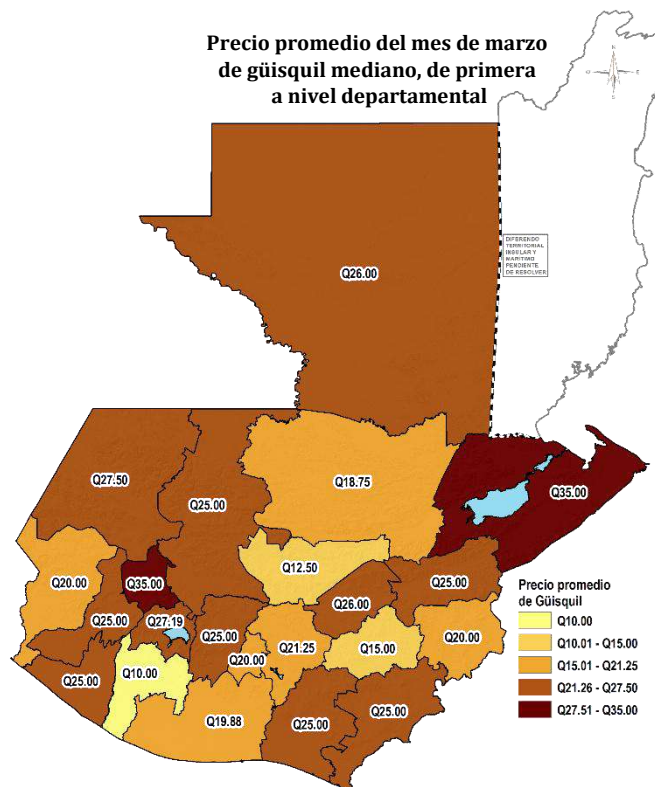 Precio promedio del mes de marzo
de güisquil mediano, de primera
a nivel departamental
N
O
E
S
DIFERENDO
TERRITORIAL
INSULAR Y
MARÍTIMO
PENDIENTE
DE RESOLVER
Q26.00
Q27.50
Q25.00
Q18.75
Q35.00
Q20.00
Q35.00
Q12.50
Q25.00
Q25.00
Q27.19
Q25.00
Q26.00
Q20.00
Q21.25
Q15.00
Q20.00
Q25.00
Q10.00
Q19.88
Q25.00
Q25.00
Precio promedio
de Güisquil
Q10.00
Q10.01 - Q15.00
Q15.01 - Q21.25
Q21.26 - Q27.50
Q27.51 - Q35.00